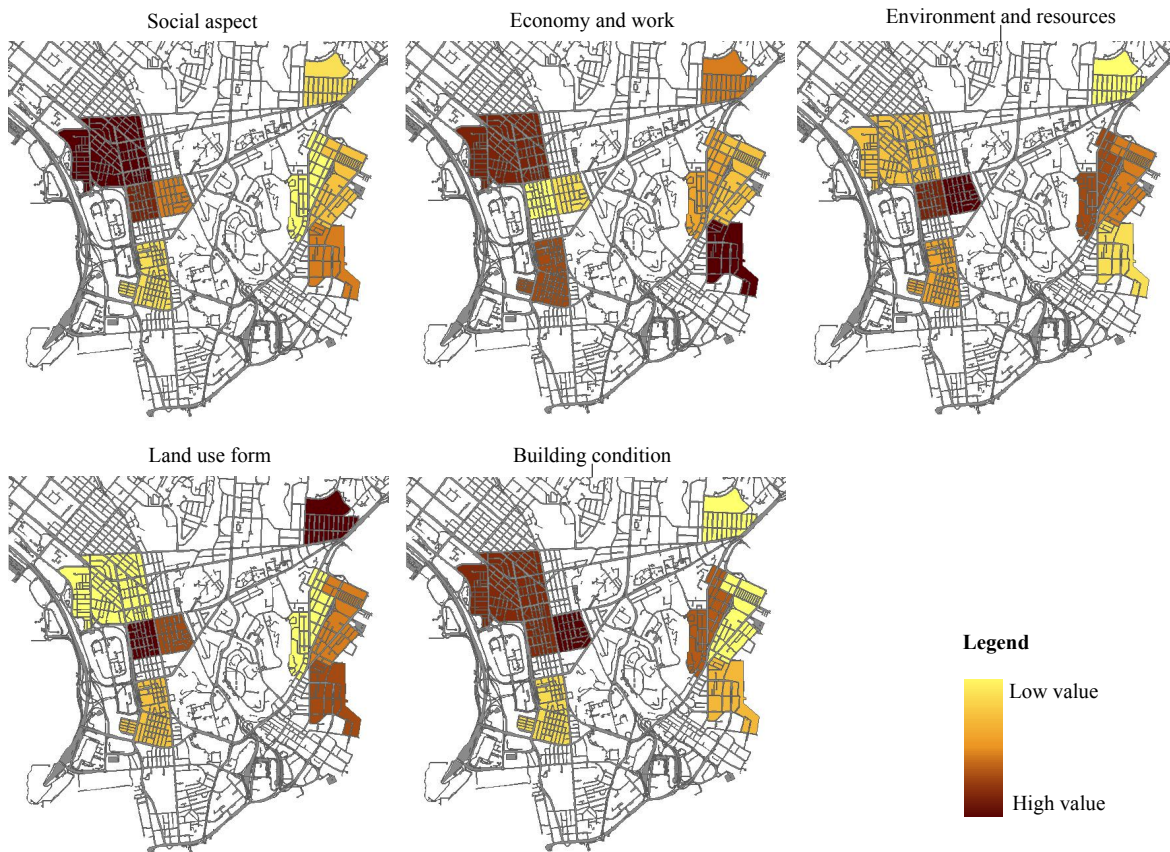 Social aspect
Economy and work
Environment and resources
Land use form
Building condition
Legend
Low value
High value